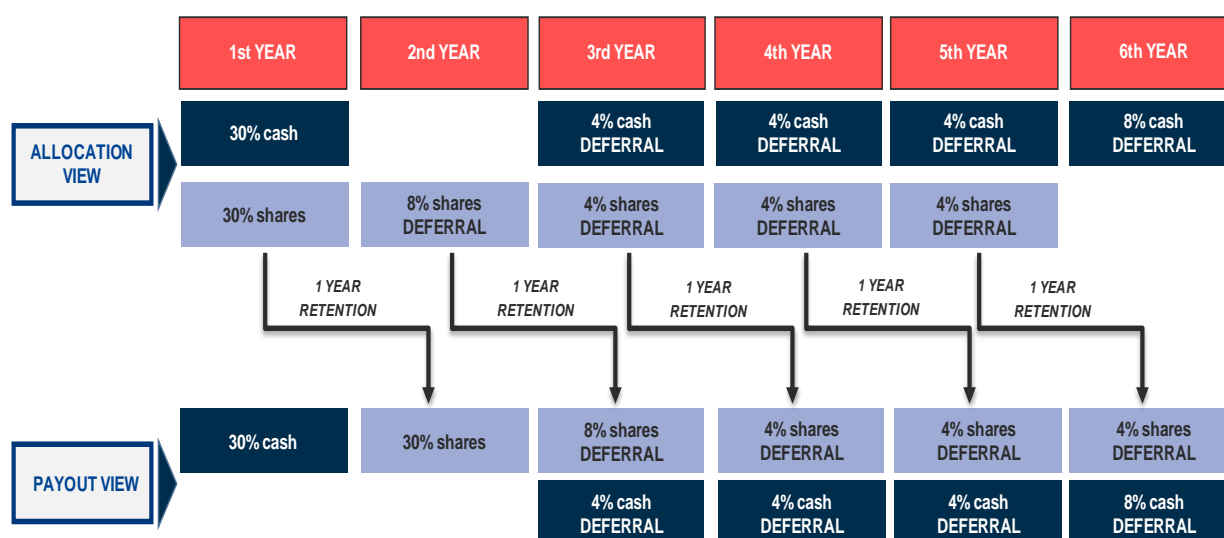 1st YEAR
2nd YEAR
3rd YEAR
4th YEAR
5th YEAR
6th YEAR
ALLOCATION
VIEW
30% cash
4% cash
DEFERRAL
4% cash
DEFERRAL
4% cash
DEFERRAL
8% cash
DEFERRAL
30% shares
8% shares
DEFERRAL
4% shares
DEFERRAL
4% shares
DEFERRAL
4% shares
DEFERRAL
1 YEAR
RETENTION
1 YEAR
RETENTION
1 YEAR
RETENTION
1 YEAR
RETENTION
1 YEAR
RETENTION
PAYOUT VIEW
30% cash
30% shares
8% shares
DEFERRAL
4% shares
DEFERRAL
4% shares
DEFERRAL
4% shares
DEFERRAL
4% cash
DEFERRAL
4% cash
DEFERRAL
4% cash
DEFERRAL
8% cash
DEFERRAL